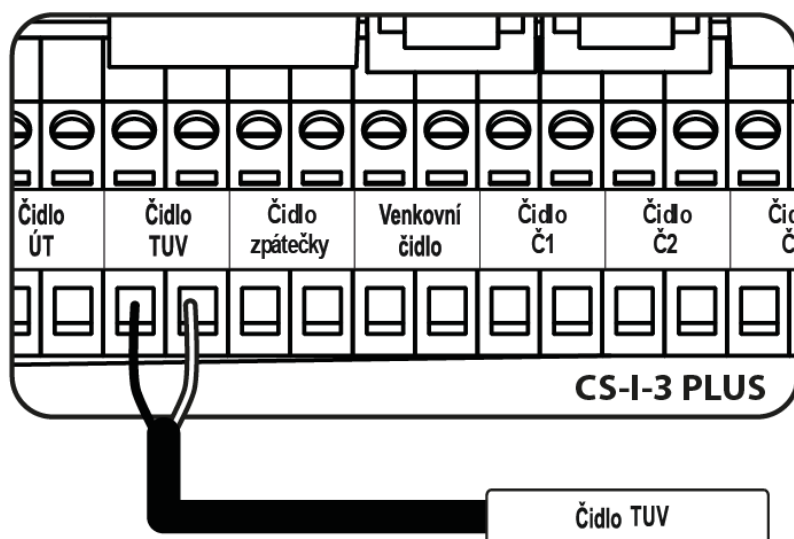 Čidlo
ÚT
Čidlo
TUV
Čidlo
zpátečky
Venkovní
čidlo
Čidlo
Č1
Čidlo
Č2
CS-I-3 PLUS
Čidlo TUV